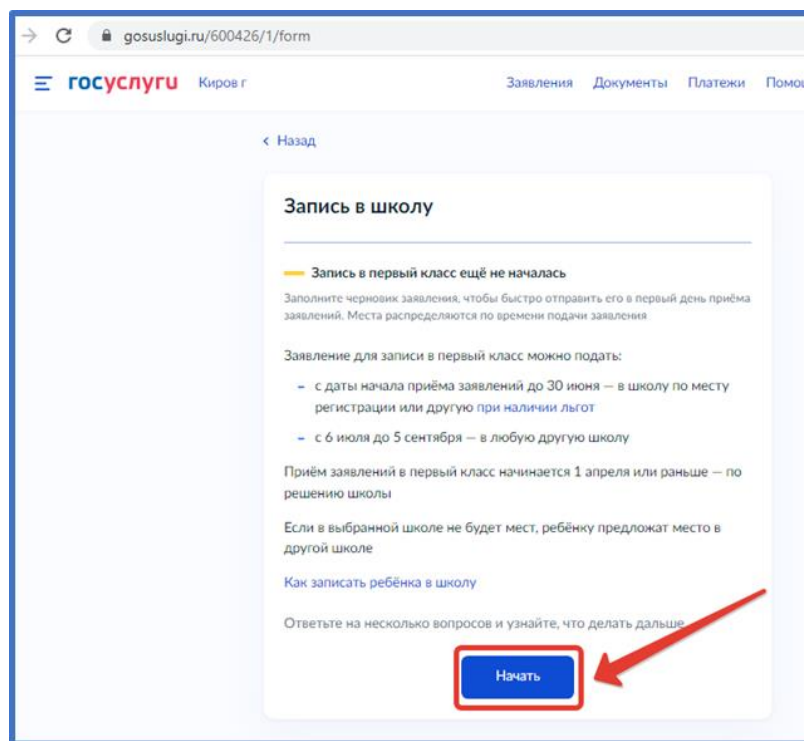 gosuslugi.ru/600426/1/form
госуслуги Киров г Заявления Документы Платежи
Назад
Запись в школу
Запись в первый класс ещё не началась
Заполните черновик заявления, чтобы быстро отправить его в первый день приёма
заявлений. Места распределяются по времени подачи заявления
Заявление для записи в первый класс можно подать:
– с даты начала приёма заявлений до 30 июня — в школу по месту
регистрации или другую при наличии льгот
– с 6 июля до 5 сентября — в любую другую школу
Приём заявлений в первый класс начинается 1 апреля или раньше — по
решению школы
Если в выбранной школе не будет мест, ребёнку предложат место в
другой школе
Как записать ребёнка в школу
Ответьте на несколько вопросов и узнайте, что делать дальше
Начать